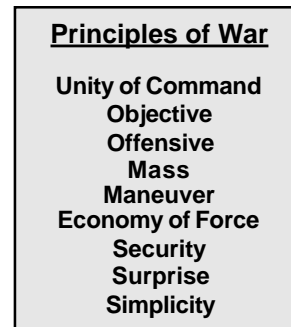 Principles of War
Unity of Command
Objective
Offensive
Mass
Maneuver
Economy of Force
Security
Surprise
Simplicity